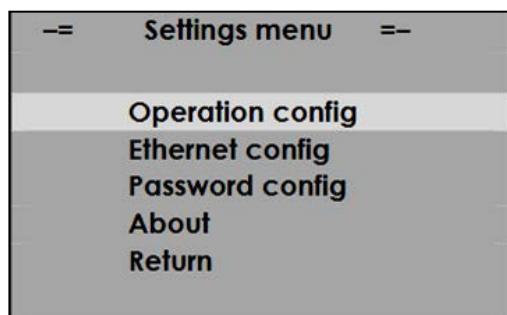 –= Settings menu =–
Operation config
Ethernet config
Password config
About
Return